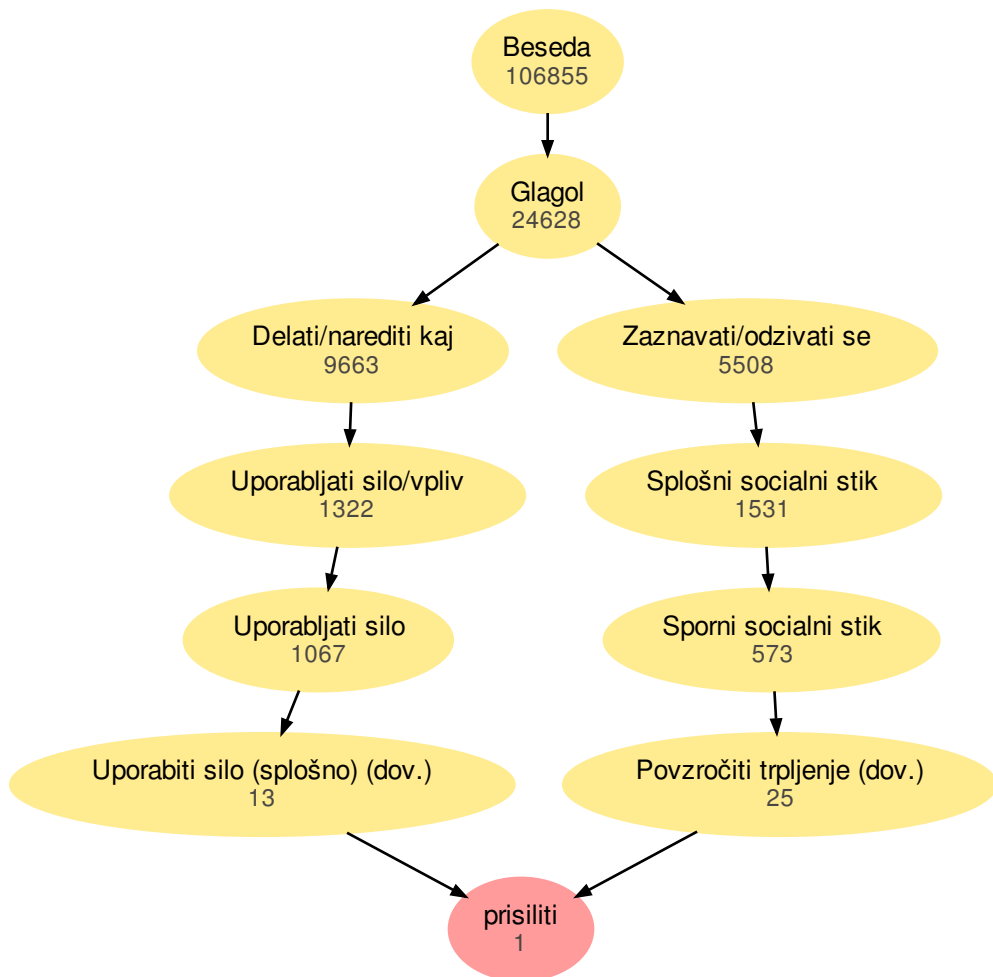 Beseda
106855
Glagol
24628
Delati/narediti kaj
9663
Zaznavati/odzivati se
5508
Uporabljati silo/vpliv
1322
Splošni socialni stik
1531
Uporabljati silo
1067
Sporni socialni stik
573
Uporabiti silo (splošno) (dov.)
13
Povzročiti trpljenje (dov.)
25
prisiliti
1